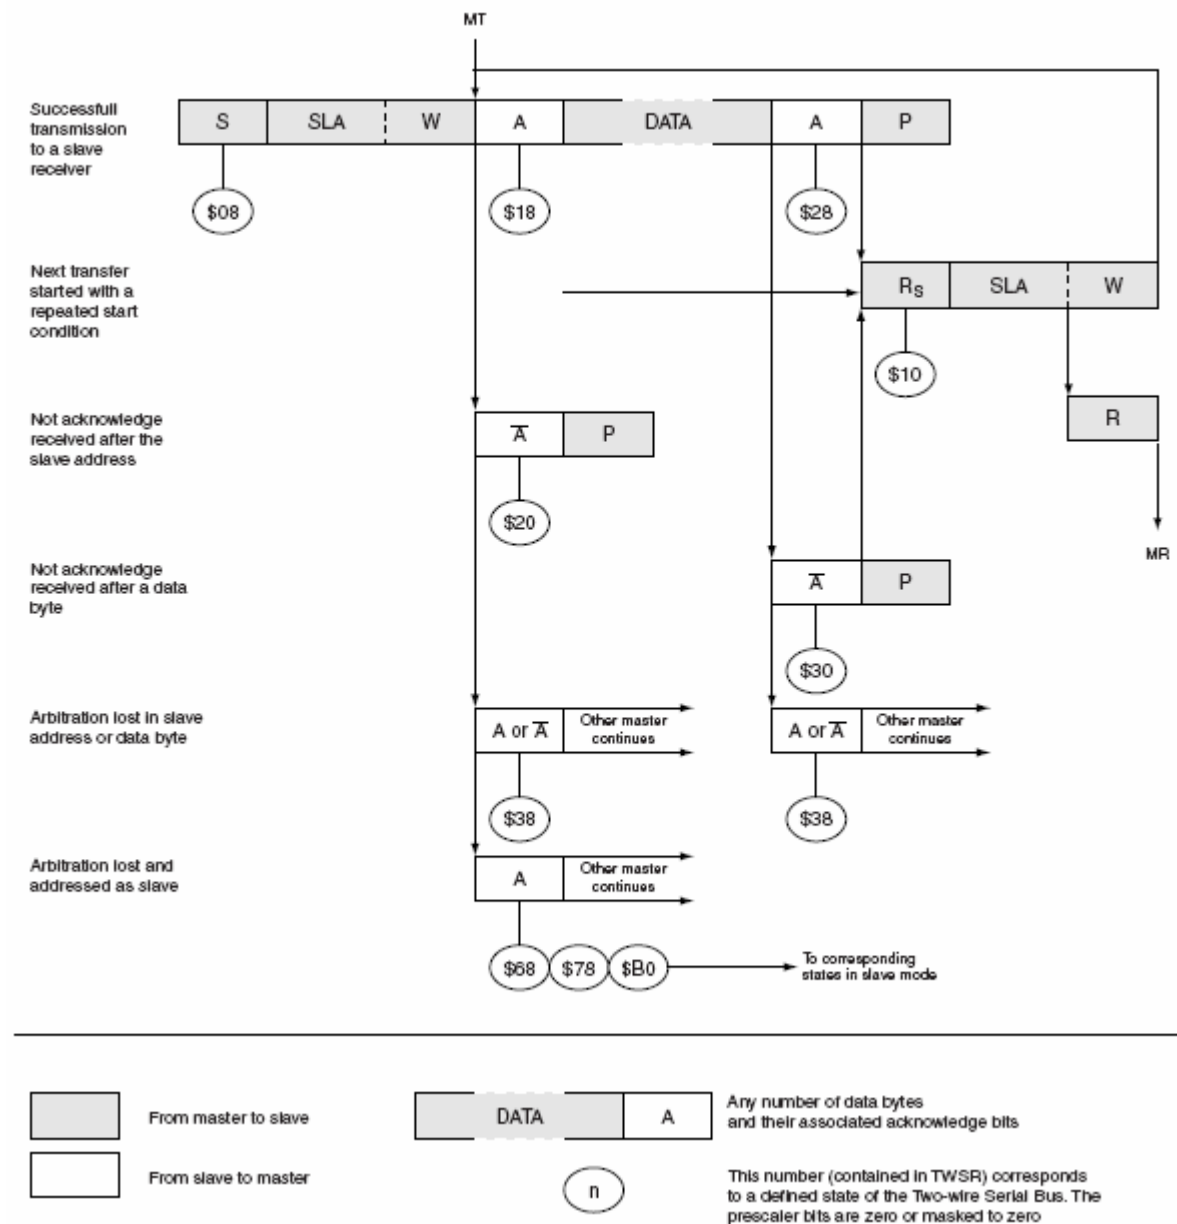 MT
Successfull
transmission
to a slave
receiver
S SLA W A DATA A P
$08 $18 $28
Next transfer
started with a
repeated start
condition
RS SLA W
$10
Not acknowledge
received after the
slave address
A̅ P
R
$20
MR
Not acknowledge
received after a data
byte
A̅ P
$30
Arbitration lost in slave
address or data byte
A or A̅ Other master
continues
A or A̅ Other master
continues
$38 $38
Arbitration lost and
addressed as slave
A Other master
continues
$68 $78 $B0 To corresponding
states in slave mode
From master to slave
DATA A Any number of data bytes
and their associated acknowledge bits
From slave to master
n This number (contained in TWSR) corresponds
to a defined state of the Two-wire Serial Bus. The
prescaler bits are zero or masked to zero